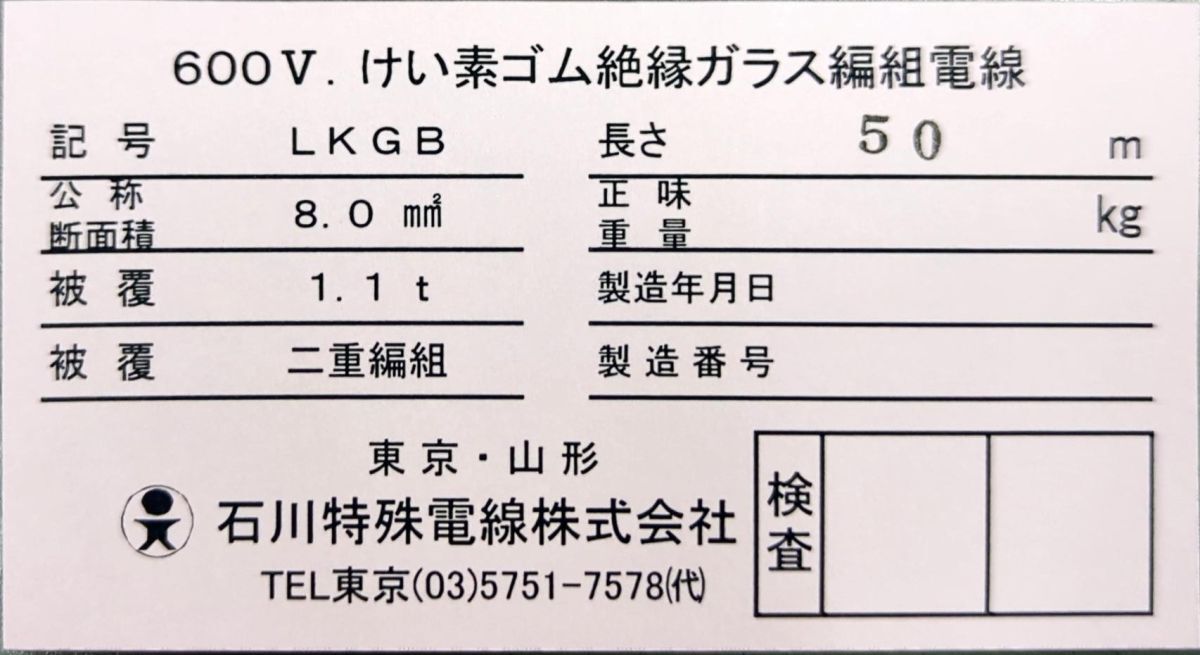 600V．けい素ゴム絶縁ガラス編組電線
記号 LKGB
長さ 50 m
公称断面積 8.0 ㎟
正味重量 kg
被覆 1.1 t
製造年月日
被覆 二重編組
製造番号
東京・山形
石川特殊電線株式会社
TEL東京(03)5751-7578㈹
検査